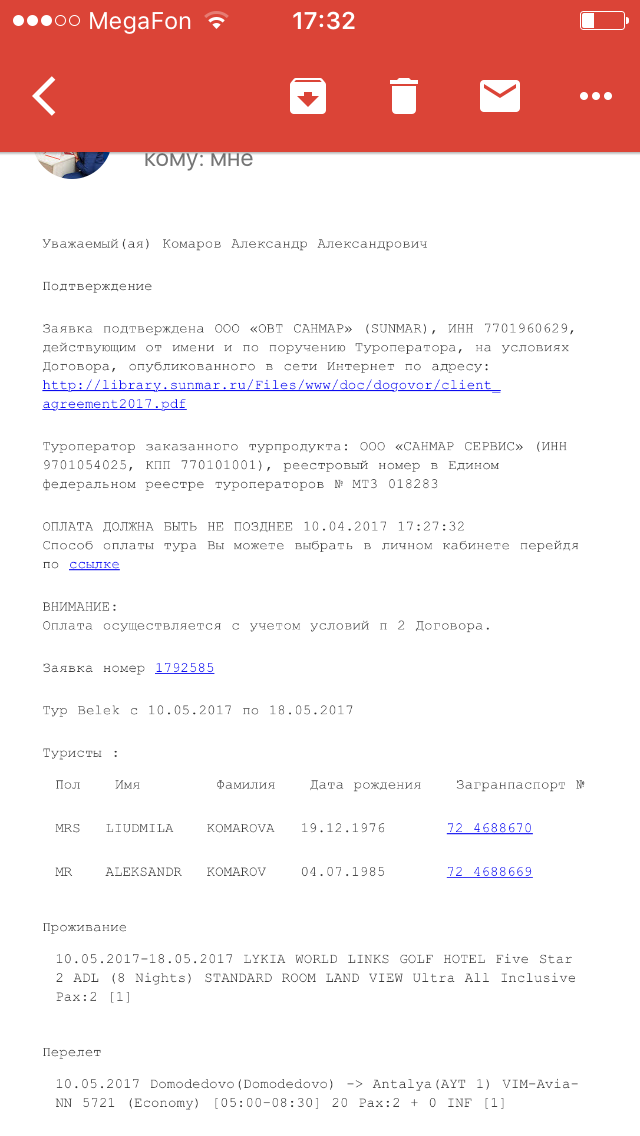 MegaFon 17:32
кому: мне
Уважаемый(ая) Комаров Александр Александрович
Подтверждение
Заявка подтверждена ООО «ОВТ САНМАР» (SUNMAR), ИНН 7701960629,
действующим от имени и по поручению Туроператора, на условиях
Договора, опубликованного в сети Интернет по адресу:
http://library.sunmar.ru/Files/www/doc/dogovor/client_
agreement2017.pdf
Туроператор заказанного турпродукта: ООО «САНМАР СЕРВИС» (ИНН
9701054025, КПП 770101001), реестровый номер в Едином
федеральном реестре туроператоров № МТ3 018283
ОПЛАТА ДОЛЖНА БЫТЬ НЕ ПОЗДНЕЕ 10.04.2017 17:27:32
Способ оплаты тура Вы можете выбрать в личном кабинете перейдя
по ссылке
ВНИМАНИЕ:
Оплата осуществляется с учетом условий п 2 Договора.
Заявка номер 1792585
Тур Belek с 10.05.2017 по 18.05.2017
Туристы :
Пол Имя Фамилия Дата рождения Загранпаспорт №
MRS LIUDMILA KOMAROVA 19.12.1976 72 4688670
MR ALEKSANDR KOMAROV 04.07.1985 72 4688669
Проживание
10.05.2017-18.05.2017 LYKIA WORLD LINKS GOLF HOTEL Five Star
2 ADL (8 Nights) STANDARD ROOM LAND VIEW Ultra All Inclusive
Pax:2 [1]
Перелет
10.05.2017 Domodedovo(Domodedovo) -> Antalya(AYT 1) VIM-Avia-
NN 5721 (Economy) [05:00-08:30] 20 Pax:2 + 0 INF [1]